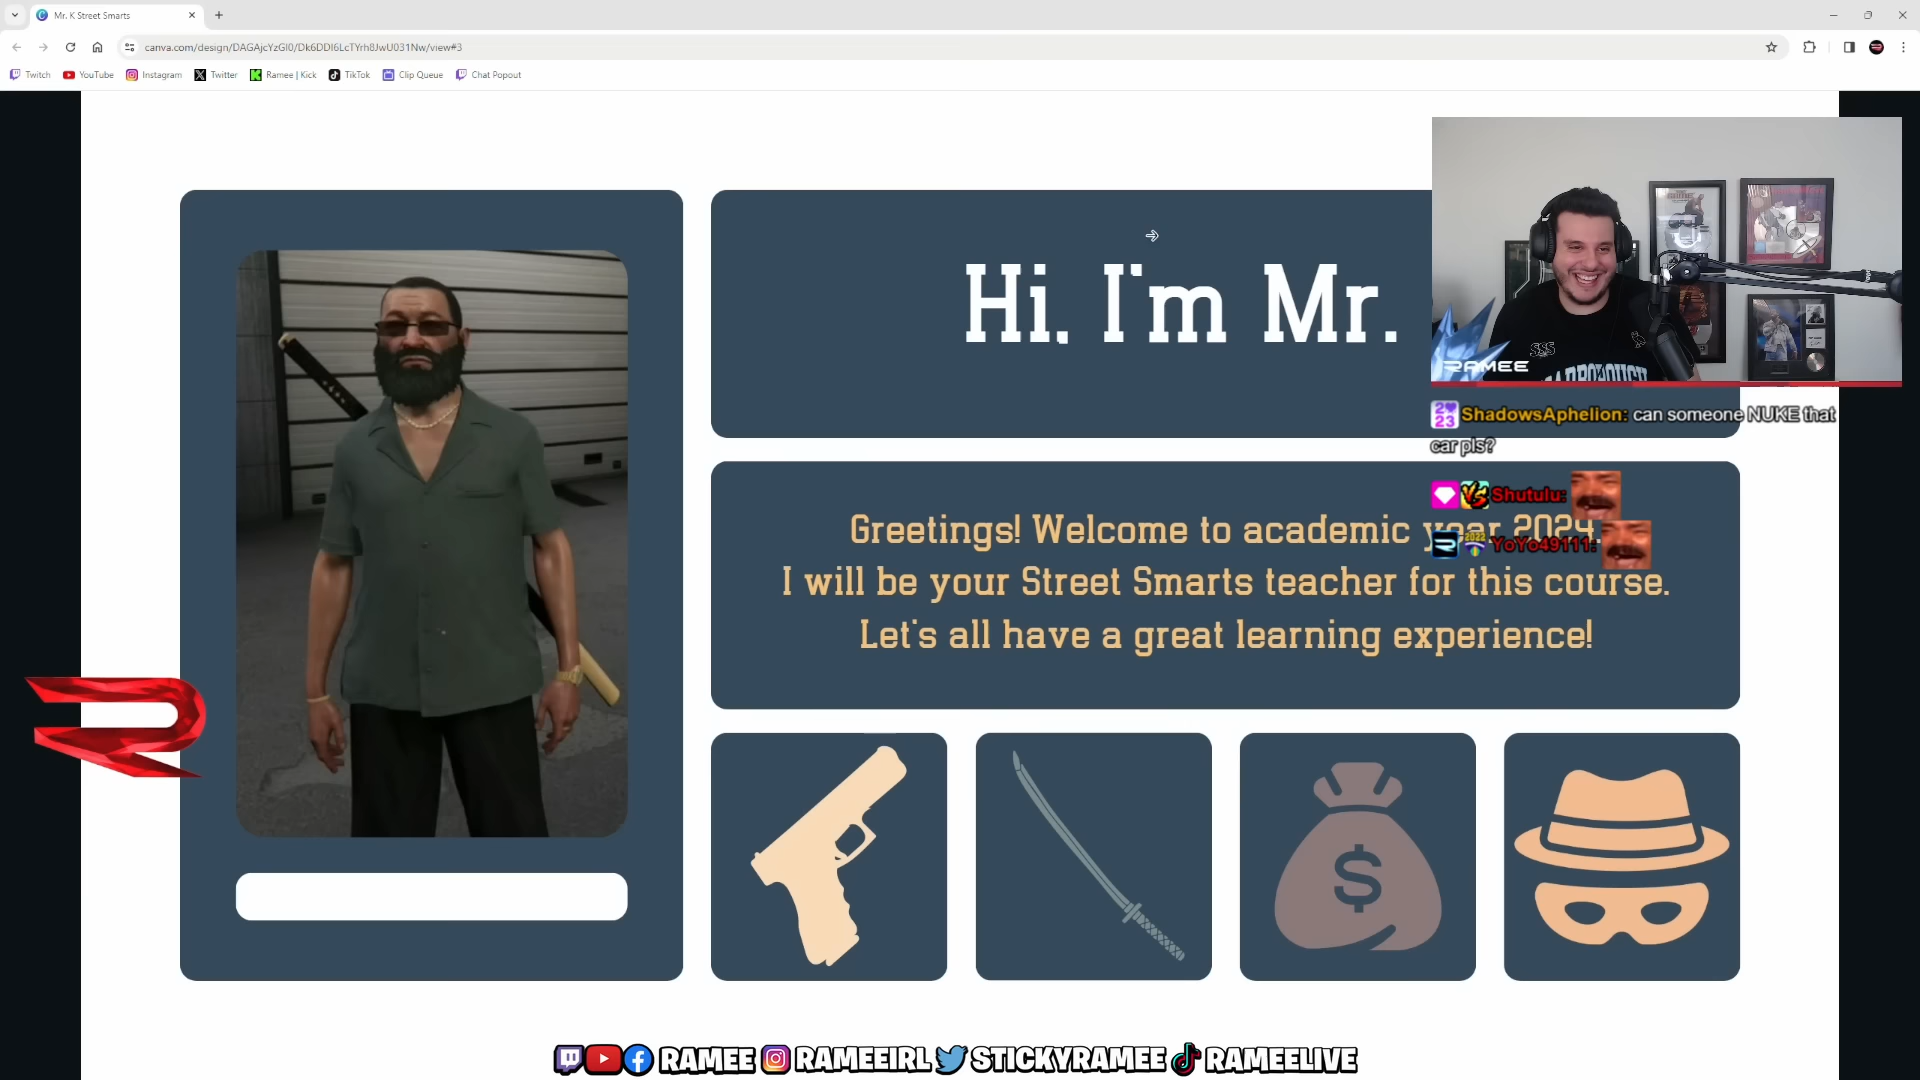 Mr. K Street Smarts
canva.com/design/DAGAjcYzGI0/Dk6DDI6LcTYrh8JwU031Nw/view#3
Twitch YouTube Instagram Twitter Ramee | Kick TikTok Clip Queue Chat Popout
Hi, I'm Mr.
RAMEE
ShadowsAphelion: can someone NUKE that
car pls?
Shutulu:
YoYo49111:
Greetings! Welcome to academic year 2024.
I will be your Street Smarts teacher for this course.
Let's all have a great learning experience!
$
RAMEE RAMEEIRL STICKYRAMEE RAMEELIVE